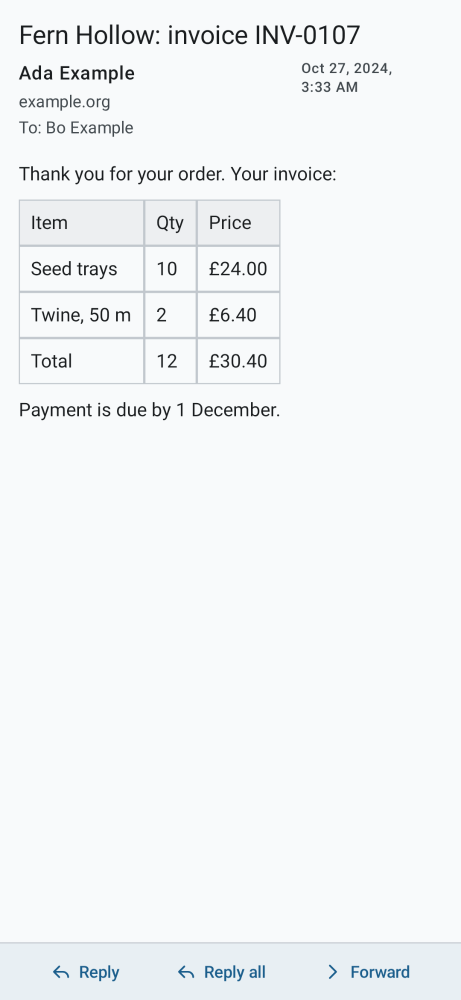 Fern Hollow: invoice INV-0107
Ada Example
Oct 27, 2024,
3:33 AM
example.org
To: Bo Example
Thank you for your order. Your invoice:
Item Qty Price
Seed trays 10 £24.00
Twine, 50 m 2 £6.40
Total 12 £30.40
Payment is due by 1 December.
Reply Reply all Forward